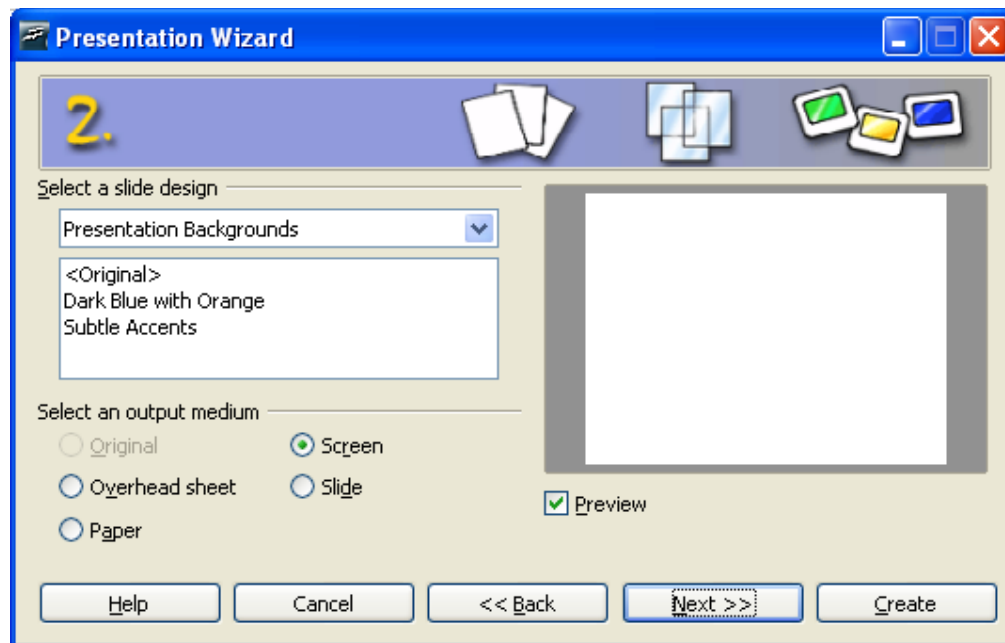 Presentation Wizard
2.
Select a slide design
Presentation Backgrounds
<Original>
Dark Blue with Orange
Subtle Accents
Select an output medium
Original
Screen
Overhead sheet
Slide
Paper
Preview
Help
Cancel
<< Back
Next >>
Create